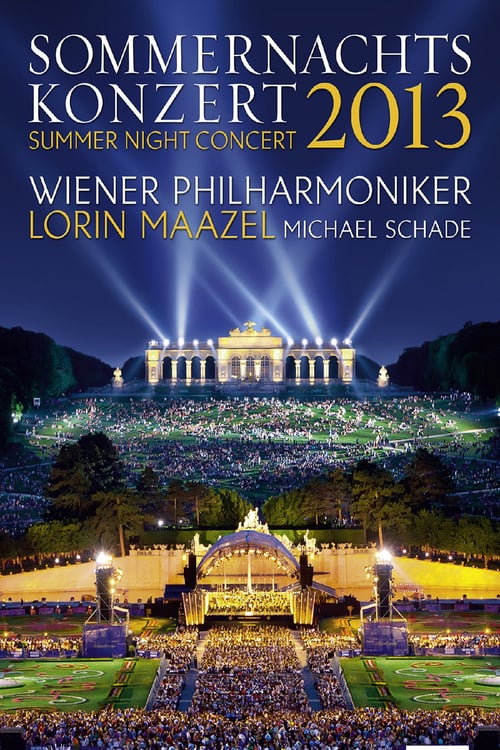 SOMMERNACHTS
KONZERT 2013
SUMMER NIGHT CONCERT
WIENER PHILHARMONIKER
LORIN MAAZEL MICHAEL SCHADE